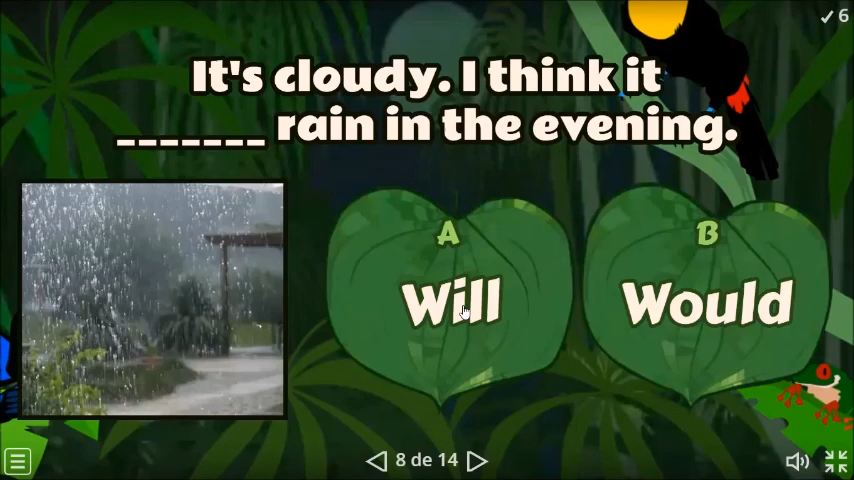 ✓ 6
It's cloudy. I think it
_______ rain in the evening.
A
Will
B
Would
8 de 14